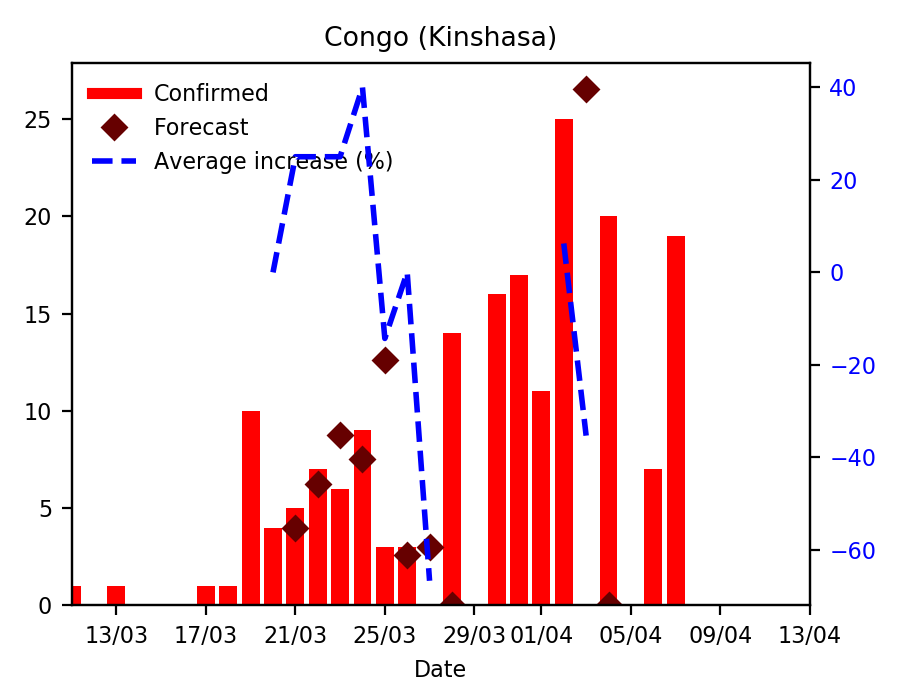 Congo (Kinshasa)
Confirmed
Forecast
Average increase (%)
25
20
15
10
5
0
40
20
0
−20
−40
−60
13/03 17/03 21/03 25/03 29/03 01/04 05/04 09/04 13/04
Date